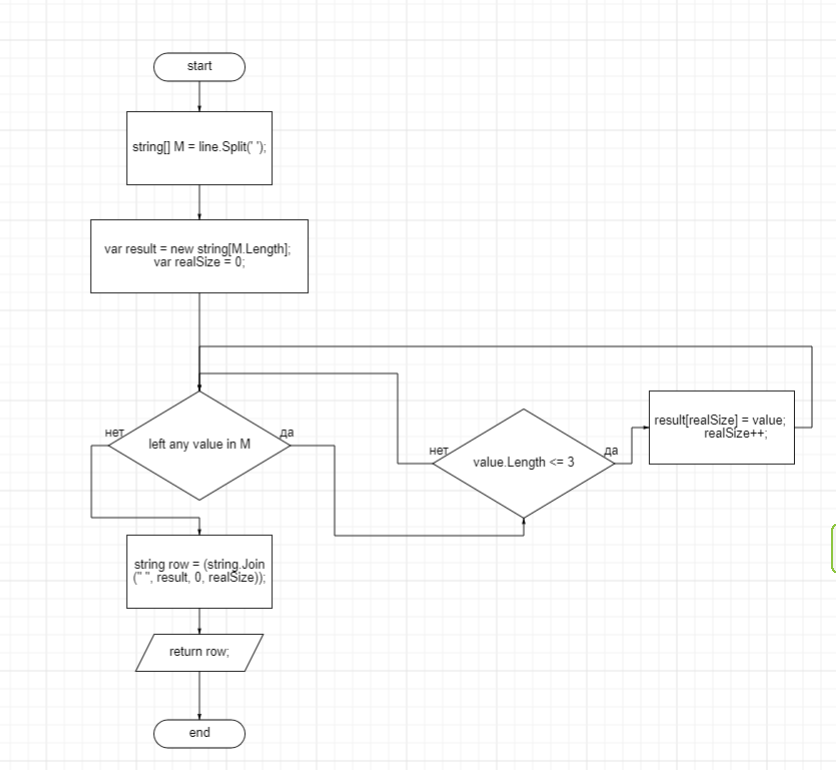 start
string[] M = line.Split(' ');
var result = new string[M.Length];
var realSize = 0;
left any value in M
нет
да
value.Length <= 3
нет
да
result[realSize] = value;
realSize++;
string row = (string.Join
(" ", result, 0, realSize));
return row;
end